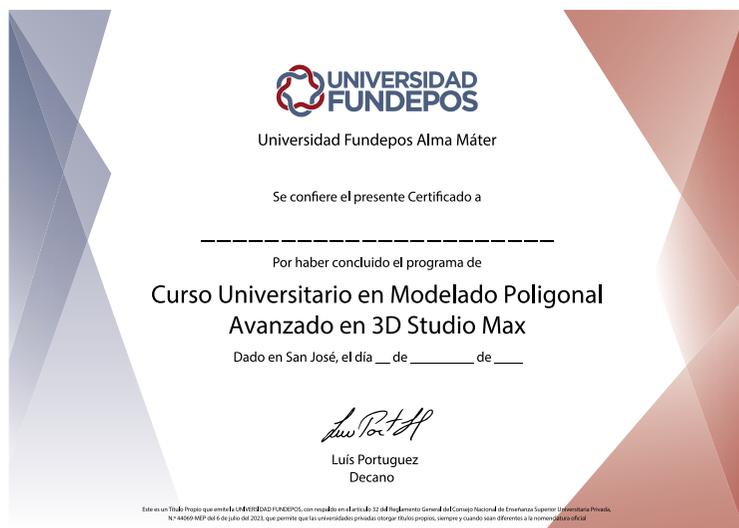 UNIVERSIDAD
FUNDEPOS
Universidad Fundepos Alma Máter
Se confiere el presente Certificado a
______________________
Por haber concluido el programa de
Curso Universitario en Modelado Poligonal
Avanzado en 3D Studio Max
Dado en San José, el día __ de _________ de ____
Luís Portuguez
Decano
Este es un Título Propio que emite la UNIVERSIDAD FUNDEPOS, con respaldo en el artículo 32 del Reglamento General del Consejo Nacional de Enseñanza Superior Universitaria Privada,
N.º 44069-MEP del 6 de julio del 2023, que permite que las universidades privadas otorgar títulos propios, siempre y cuando sean diferentes a la nomenclatura oficial